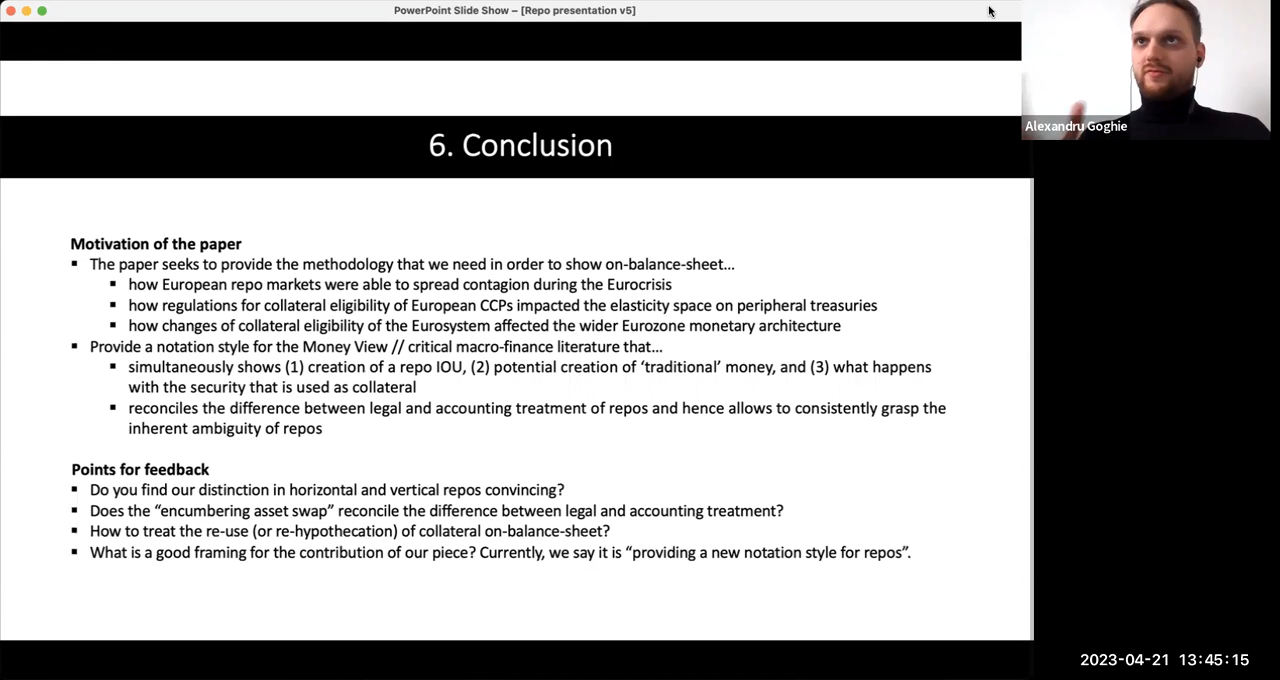 PowerPoint Slide Show – [Repo presentation v5]
Alexandru Goghie
6. Conclusion
Motivation of the paper
▪ The paper seeks to provide the methodology that we need in order to show on-balance-sheet…
▪ how European repo markets were able to spread contagion during the Eurocrisis
▪ how regulations for collateral eligibility of European CCPs impacted the elasticity space on peripheral treasuries
▪ how changes of collateral eligibility of the Eurosystem affected the wider Eurozone monetary architecture
▪ Provide a notation style for the Money View // critical macro-finance literature that…
▪ simultaneously shows (1) creation of a repo IOU, (2) potential creation of ‘traditional’ money, and (3) what happens
with the security that is used as collateral
▪ reconciles the difference between legal and accounting treatment of repos and hence allows to consistently grasp the
inherent ambiguity of repos
Points for feedback
▪ Do you find our distinction in horizontal and vertical repos convincing?
▪ Does the “encumbering asset swap” reconcile the difference between legal and accounting treatment?
▪ How to treat the re-use (or re-hypothecation) of collateral on-balance-sheet?
▪ What is a good framing for the contribution of our piece? Currently, we say it is “providing a new notation style for repos”.
2023-04-21 13:45:15